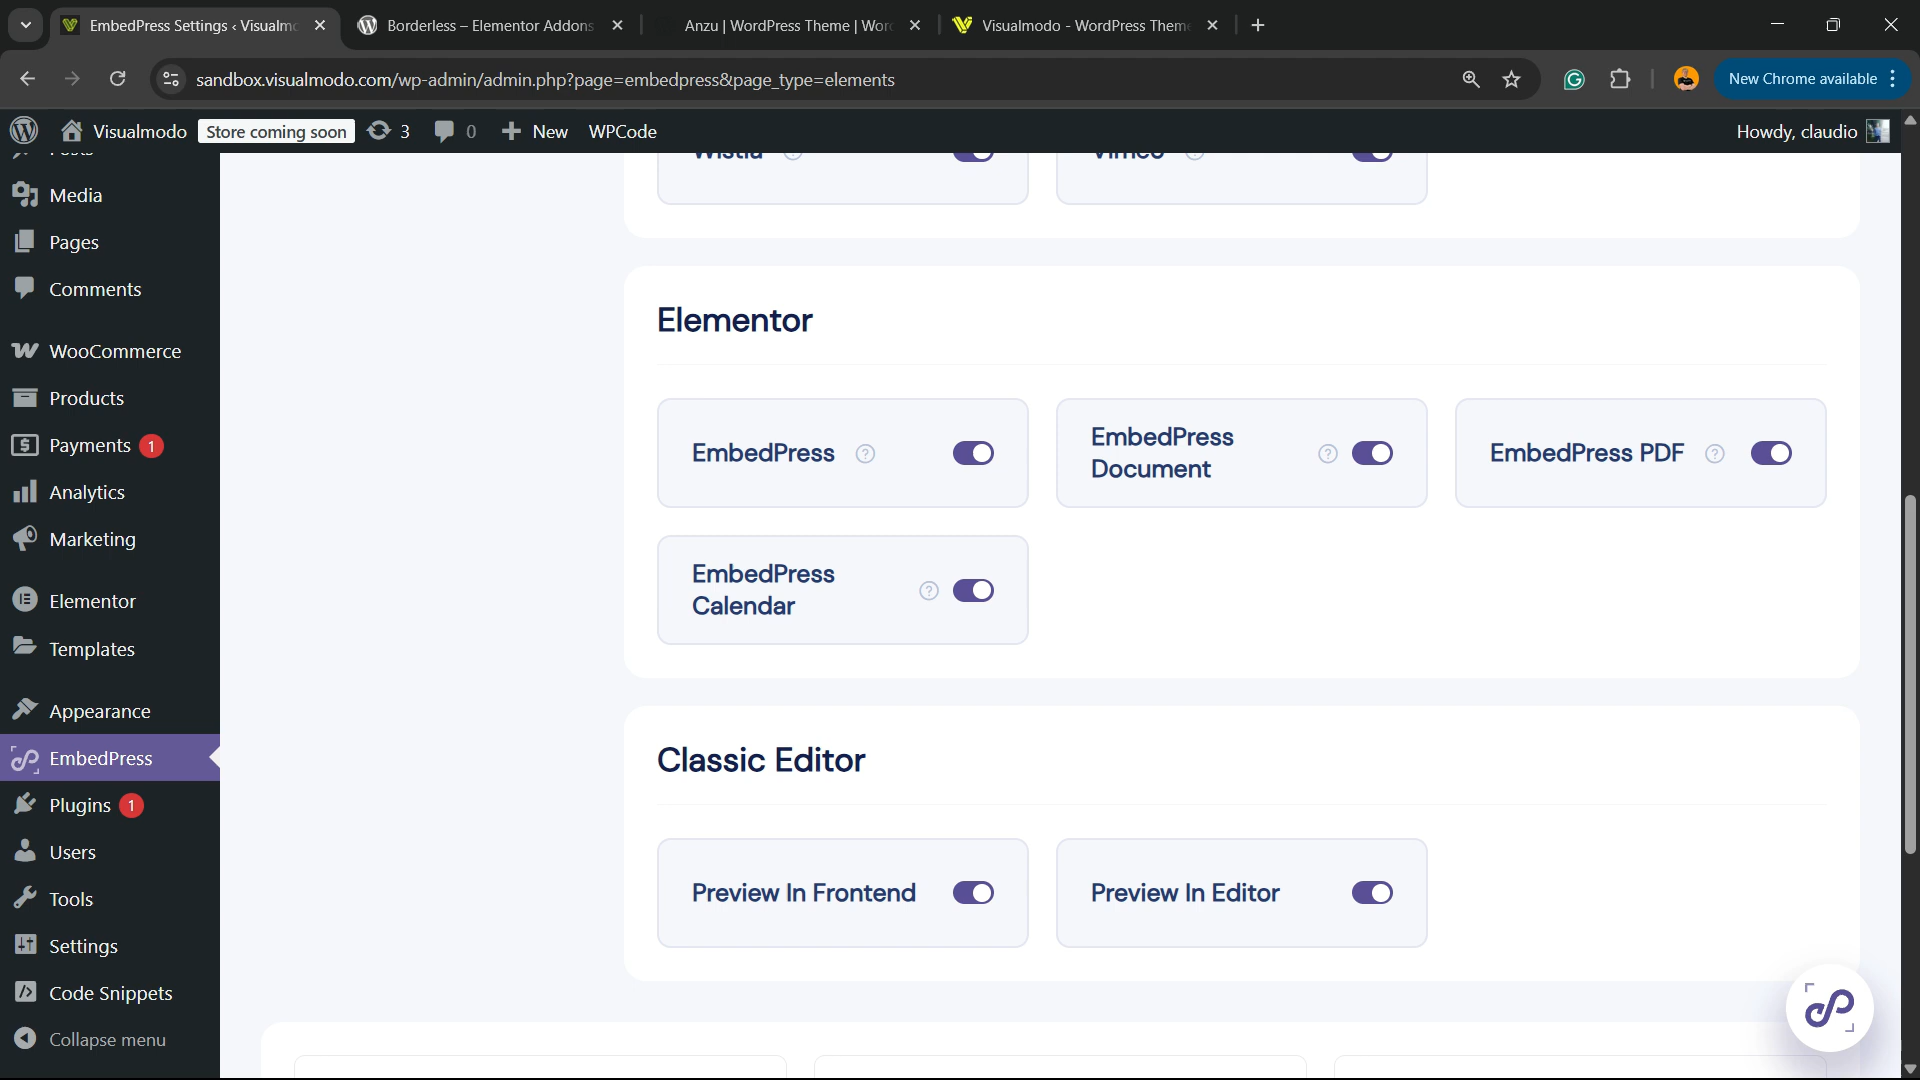 EmbedPress Settings ‹ Visualmo
Borderless – Elementor Addons
Anzu | WordPress Theme | Wor
Visualmodo - WordPress Theme
sandbox.visualmodo.com/wp-admin/admin.php?page=embedpress&page_type=elements
New Chrome available
Visualmodo
Store coming soon
3
0
New
WPCode
Howdy, claudio
Posts
Media
Pages
Comments
WooCommerce
Products
Payments 1
Analytics
Marketing
Elementor
Templates
Appearance
EmbedPress
Plugins 1
Users
Tools
Settings
Code Snippets
Collapse menu
Wistia ?
Vimeo ?
Elementor
EmbedPress ?
EmbedPress
Document ?
EmbedPress PDF ?
EmbedPress
Calendar ?
Classic Editor
Preview In Frontend
Preview In Editor